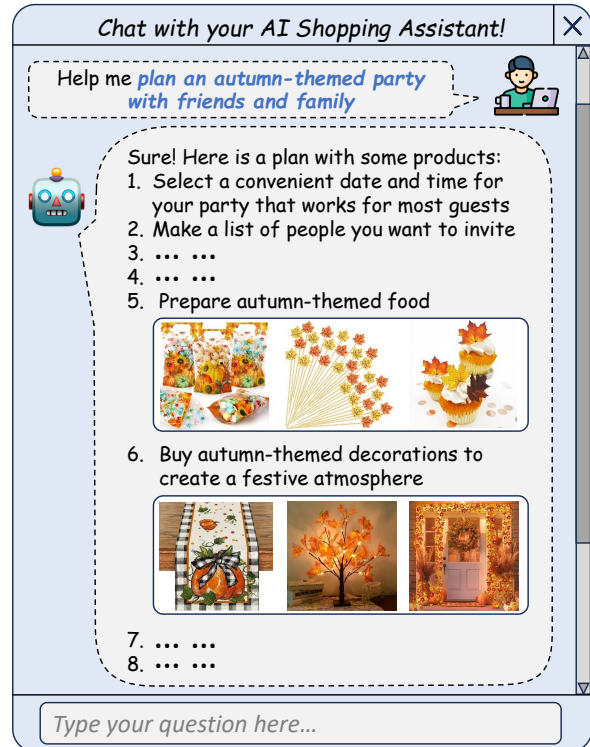 Chat with your AI Shopping Assistant!
Help me plan an autumn-themed party
with friends and family
Sure! Here is a plan with some products:
1. Select a convenient date and time for
your party that works for most guests
2. Make a list of people you want to invite
3. ... ...
4. ... ...
5. Prepare autumn-themed food
6. Buy autumn-themed decorations to
create a festive atmosphere
7. ... ...
8. ... ...
Type your question here...